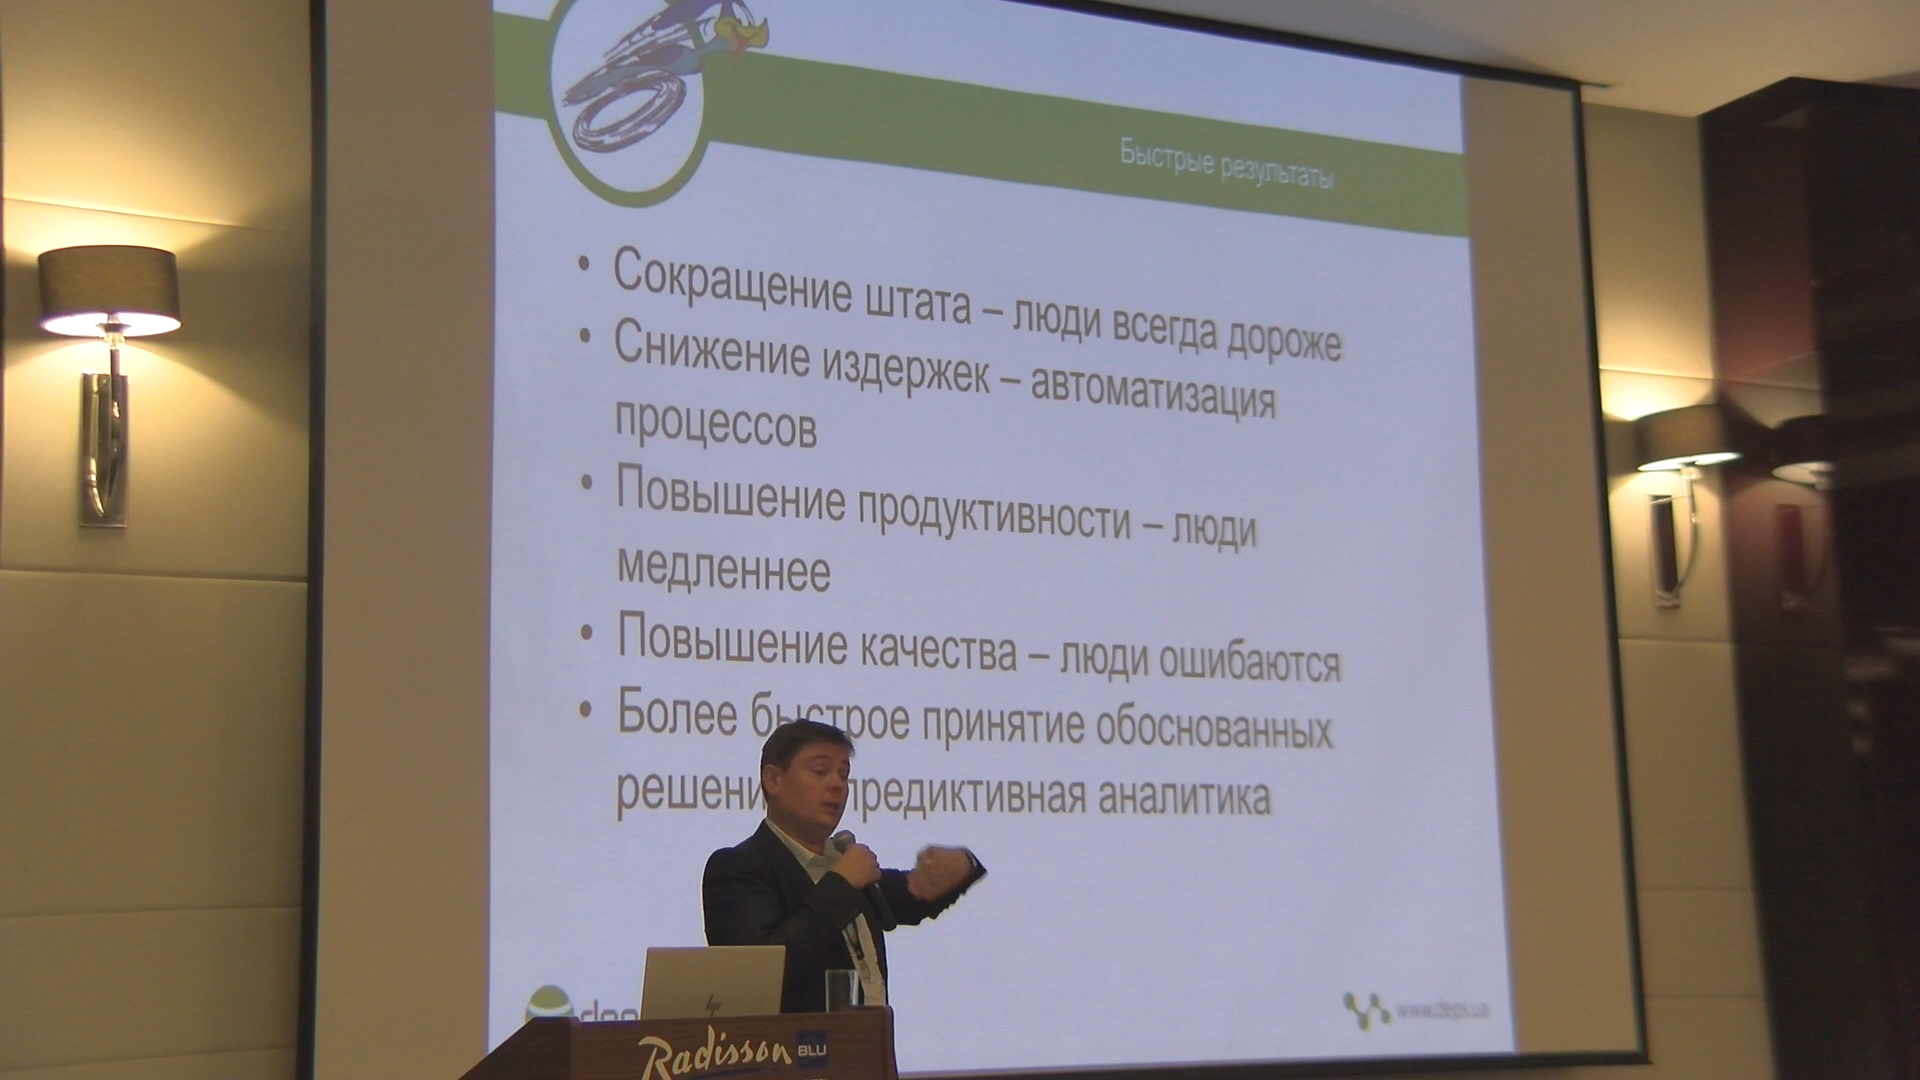 Быстрые результаты
• Сокращение штата – люди всегда дороже
• Снижение издержек – автоматизация
процессов
• Повышение продуктивности – люди
медленнее
• Повышение качества – люди ошибаются
• Более быстрое принятие обоснованных
предиктивная аналитика
www.deps.ua
hp
Radisson BLU